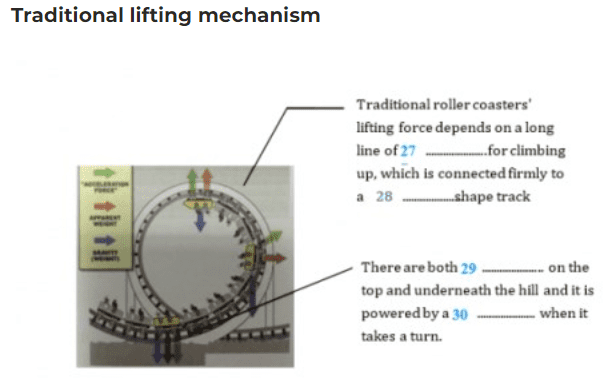 Traditional lifting mechanism
Traditional roller coasters'
lifting force depends on a long
line of 27 ................for climbing
up, which is connected firmly to
a 28 ................shape track
"ACCELERATION
FORCE"
APPARENT
WEIGHT
GRAVITY
(WEIGHT)
There are both 29 ................ on the
top and underneath the hill and it is
powered by a 30 ................ when it
takes a turn.